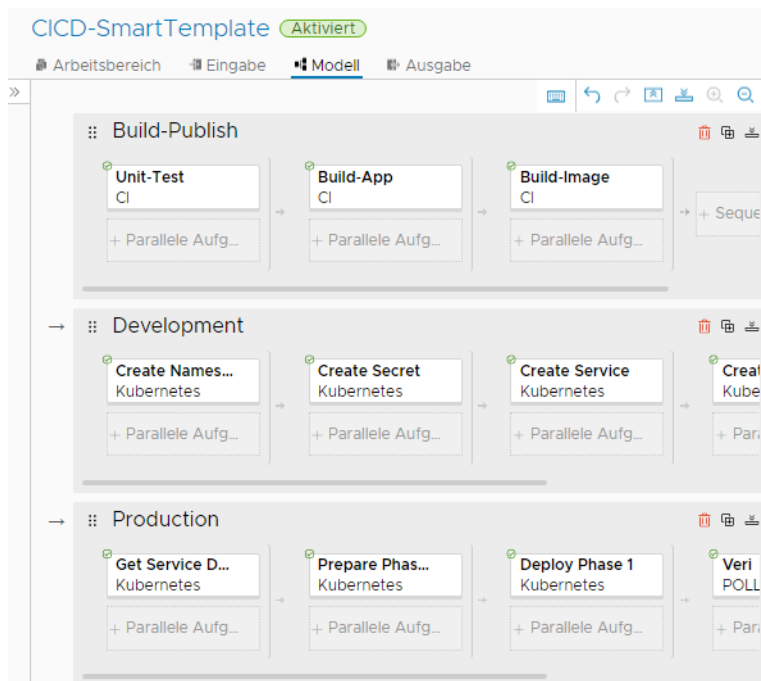 CICD-SmartTemplate Aktiviert
Arbeitsbereich Eingabe Modell Ausgabe
Build-Publish
Unit-Test Build-App Build-Image
CI CI CI
+ Parallele Aufg... + Parallele Aufg... + Parallele Aufg... + Seque
Development
Create Names... Create Secret Create Service Creat
Kubernetes Kubernetes Kubernetes Kube
+ Parallele Aufg... + Parallele Aufg... + Parallele Aufg... + Para
Production
Get Service D... Prepare Phas... Deploy Phase 1 Veri
Kubernetes Kubernetes Kubernetes POLL
+ Parallele Aufg... + Parallele Aufg... + Parallele Aufg... + Para